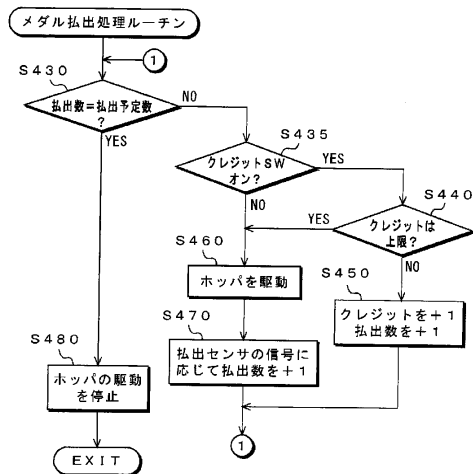 メダル払出処理ルーチン
1
S430
払出数=払出予定数
?
NO
YES
S435
クレジットSW
オン?
YES
NO
S440
クレジットは
上限?
YES
NO
S460
ホッパを駆動
S450
クレジットを+1
払出数を+1
S470
払出センサの信号に
応じて払出数を+1
S480
ホッパの駆動
を停止
EXIT
1